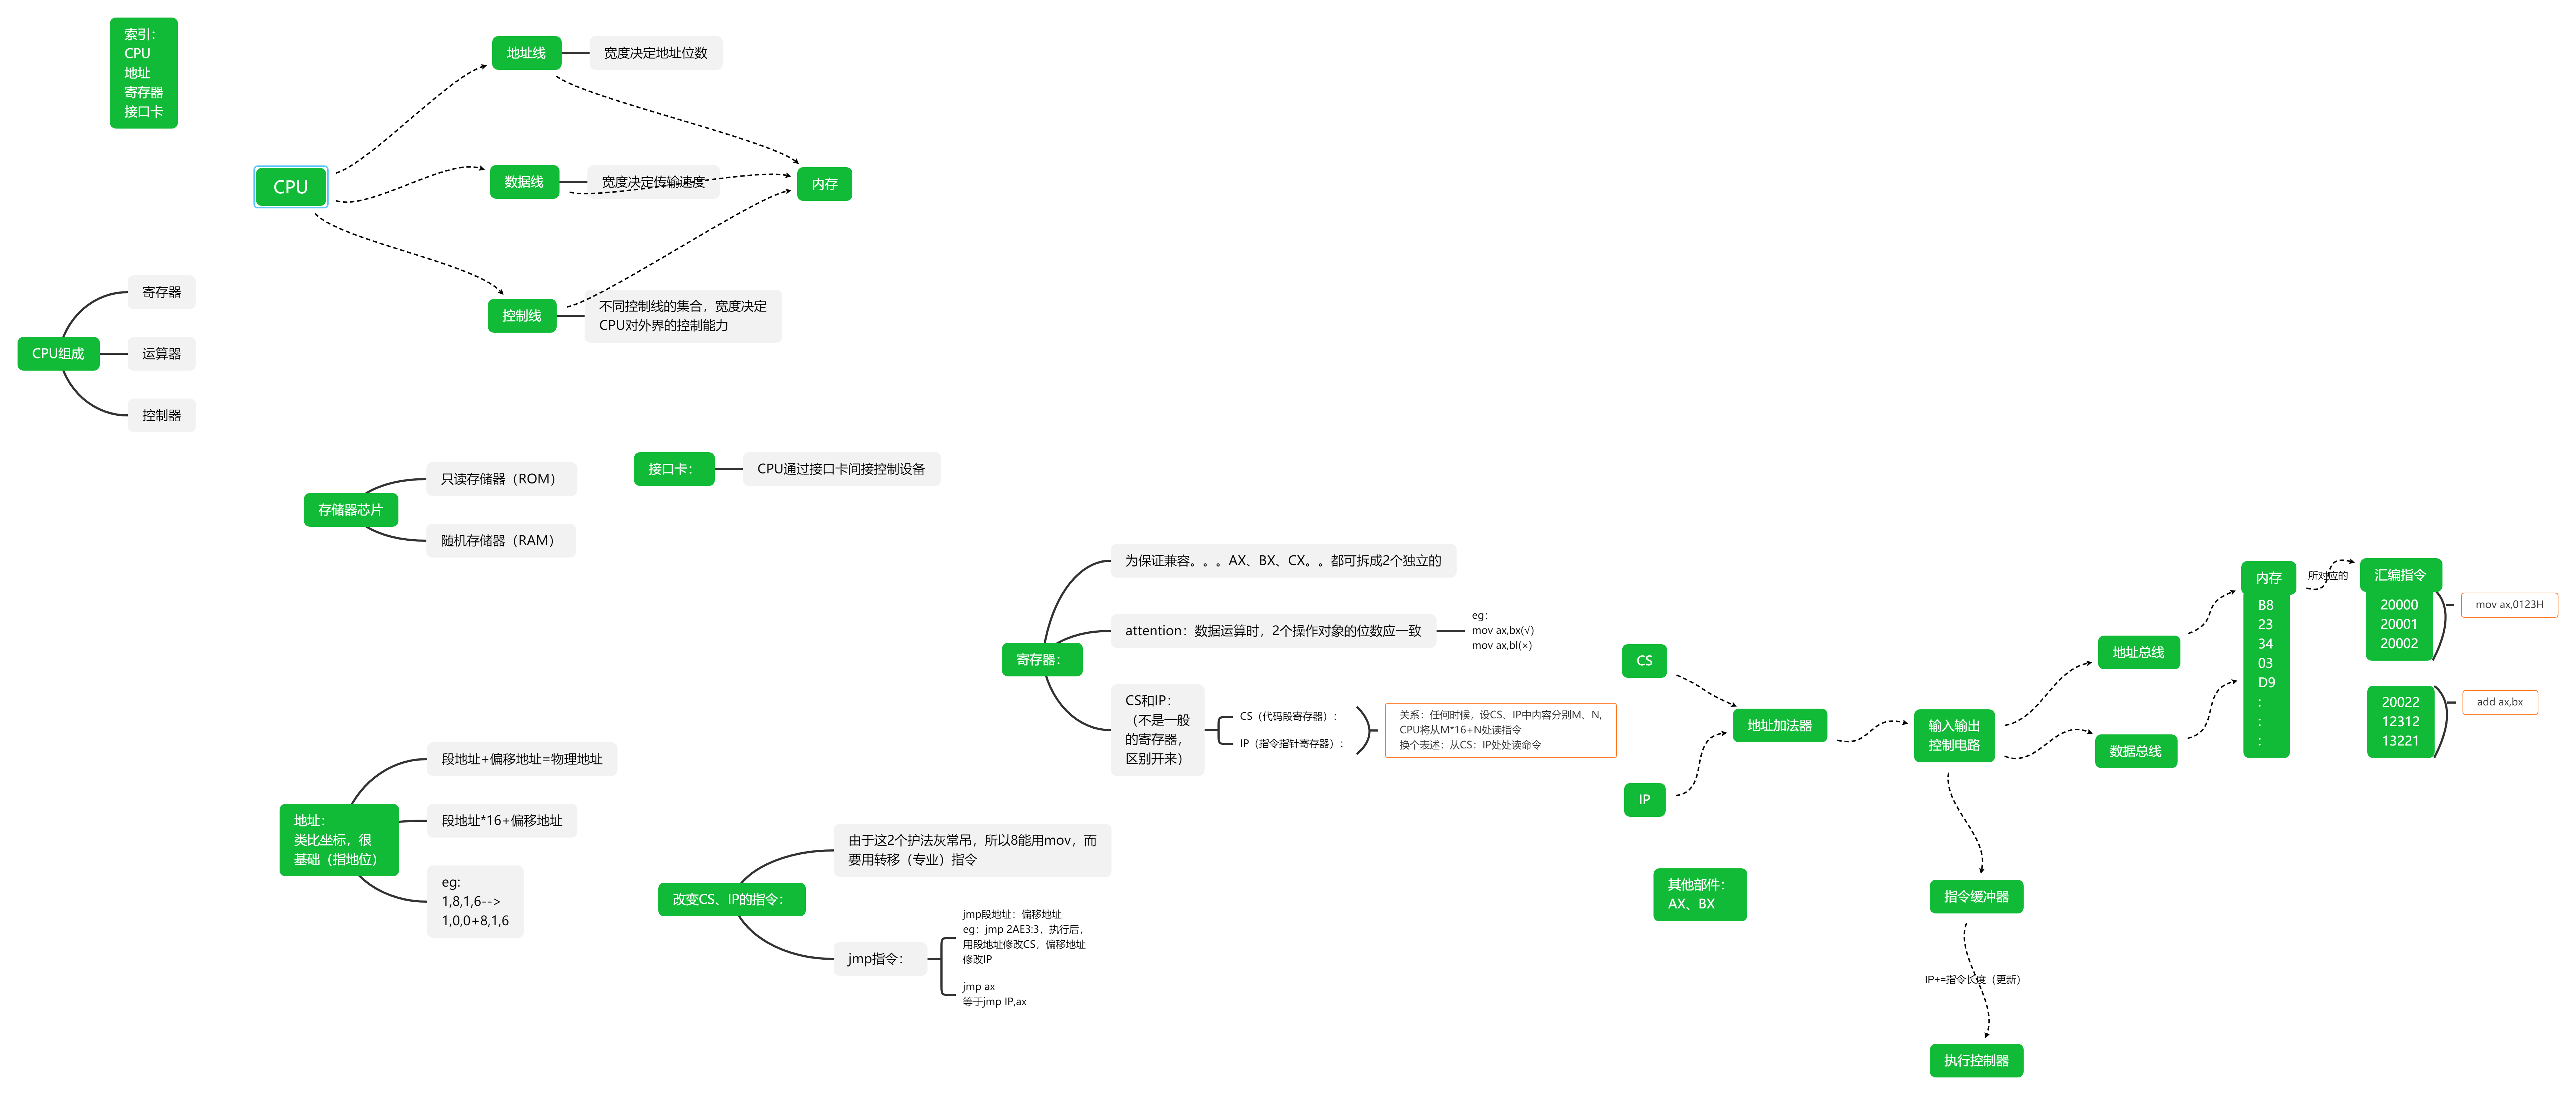 索引：
CPU
地址
寄存器
接口卡
CPU
地址线
宽度决定地址位数
数据线
宽度决定传输速度
控制线
不同控制线的集合，宽度决定
CPU对外界的控制能力
内存
CPU组成
寄存器
运算器
控制器
存储器芯片
只读存储器（ROM）
随机存储器（RAM）
接口卡：
CPU通过接口卡间接控制设备
地址：
类比坐标，很
基础（指地位）
段地址+偏移地址=物理地址
段地址*16+偏移地址
eg:
1,8,1,6-->
1,0,0+8,1,6
改变CS、IP的指令：
由于这2个护法灰常吊，所以8能用mov，而
要用转移（专业）指令
jmp指令：
jmp段地址：偏移地址
eg：jmp 2AE3:3，执行后，
用段地址修改CS，偏移地址
修改IP
jmp ax
等于jmp IP,ax
寄存器：
为保证兼容。。。AX、BX、CX。。都可拆成2个独立的
attention：数据运算时，2个操作对象的位数应一致
eg：
mov ax,bx(√)
mov ax,bl(×)
CS和IP：
（不是一般
的寄存器，
区别开来）
CS（代码段寄存器）：
IP（指令指针寄存器）：
关系：任何时候，设CS、IP中内容分别M、N,
CPU将从M*16+N处读指令
换个表述：从CS：IP处处读命令
CS
IP
地址加法器
输入输出
控制电路
地址总线
数据总线
内存
B8
23
34
03
D9
:
:
:
所对应的
汇编指令
20000
20001
20002
mov ax,0123H
20022
12312
13221
add ax,bx
其他部件：
AX、BX
指令缓冲器
IP+=指令长度（更新）
执行控制器